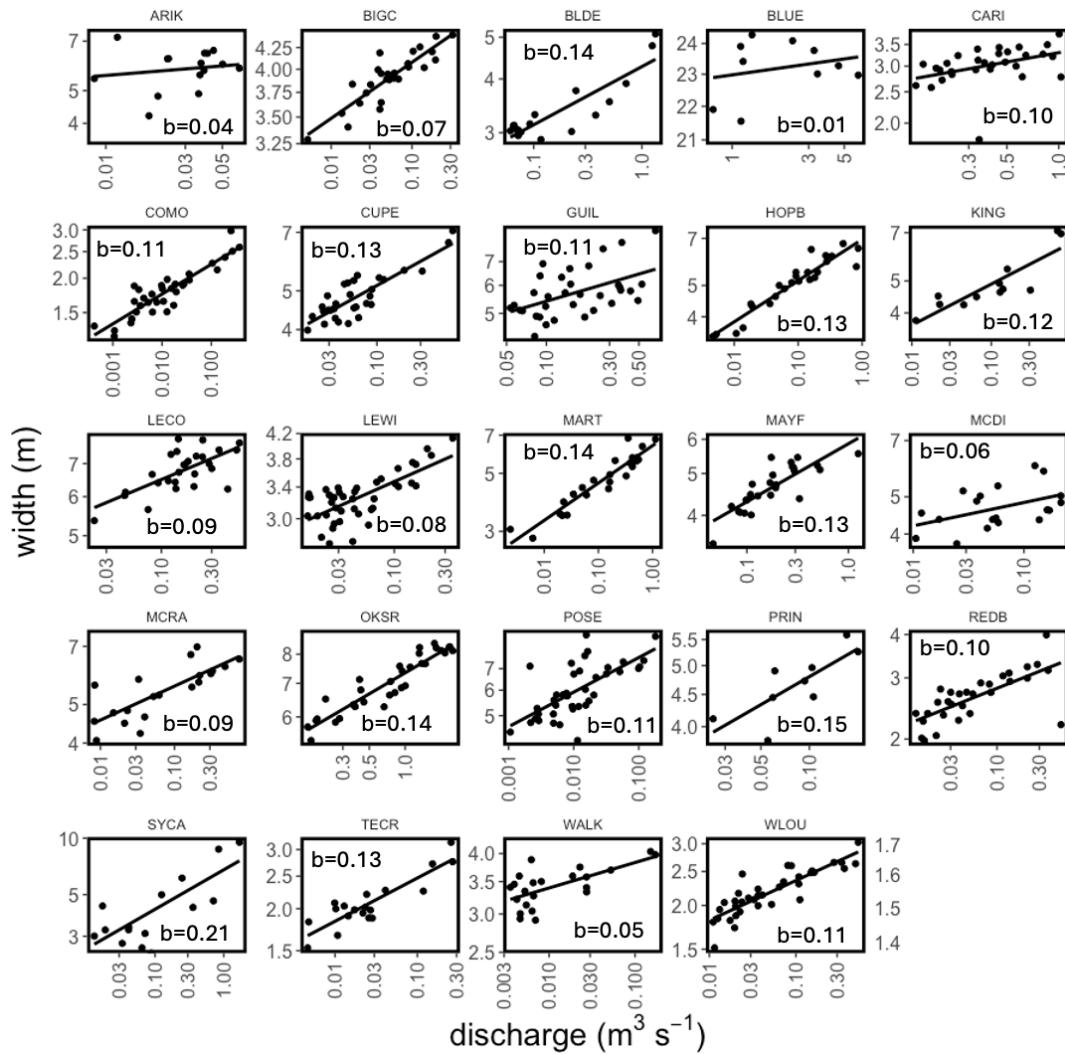 ARIK BIGC BLDE BLUE CARI
7 5 4
b=0.04
0.01 0.03 0.05
4.25 4.00 3.75 3.50 3.25
b=0.07
0.01 0.03 0.10 0.30
5 4 3
b=0.14
0.1 0.3 1.0
24 23 22 21
b=0.01
1 3 5
3.5 3.0 2.5 2.0
b=0.10
0.3 0.5 1.0
COMO CUPE GUIL HOPB KING
3.0 2.5 2.0 1.5
b=0.11
0.001 0.010 0.100
7 5 4
b=0.13
0.03 0.10 0.30
7 6 5
b=0.11
0.05 0.10 0.30 0.50
7 6 5 4
b=0.13
0.01 0.10 1.00
7 5 4
b=0.12
0.01 0.03 0.10 0.30
width (m)
LECO LEWI MART MAYF MCDI
7 6 5
b=0.09
0.03 0.10 0.30
4.2 3.9 3.6 3.3 3.0
b=0.08
0.03 0.10 0.30
7 5 3
b=0.14
0.01 0.10 1.00
6 5 4
b=0.13
0.1 0.3 1.0
7 5 4
b=0.06
0.01 0.03 0.10
MCRA OKSR POSE PRIN REDB
7 5 4
b=0.09
0.01 0.03 0.10 0.30
8 7 6
b=0.14
0.3 0.5 1.0
7 6 5
b=0.11
0.001 0.010 0.100
5.5 5.0 4.5 4.0
b=0.15
0.03 0.05 0.10
4 3 2
b=0.10
0.03 0.10 0.30
SYCA TECR WALK WLOU
10 5 3
b=0.21
0.03 0.10 0.30 1.00
3.0 2.5 2.0 1.5
b=0.13
0.01 0.03 0.10 0.30
4.0 3.5 3.0 2.5
b=0.05
0.003 0.010 0.030 0.100
3.0 2.5 2.0 1.5
b=0.11
0.01 0.03 0.10 0.30
1.7 1.6 1.5 1.4
discharge (m³ s⁻¹)